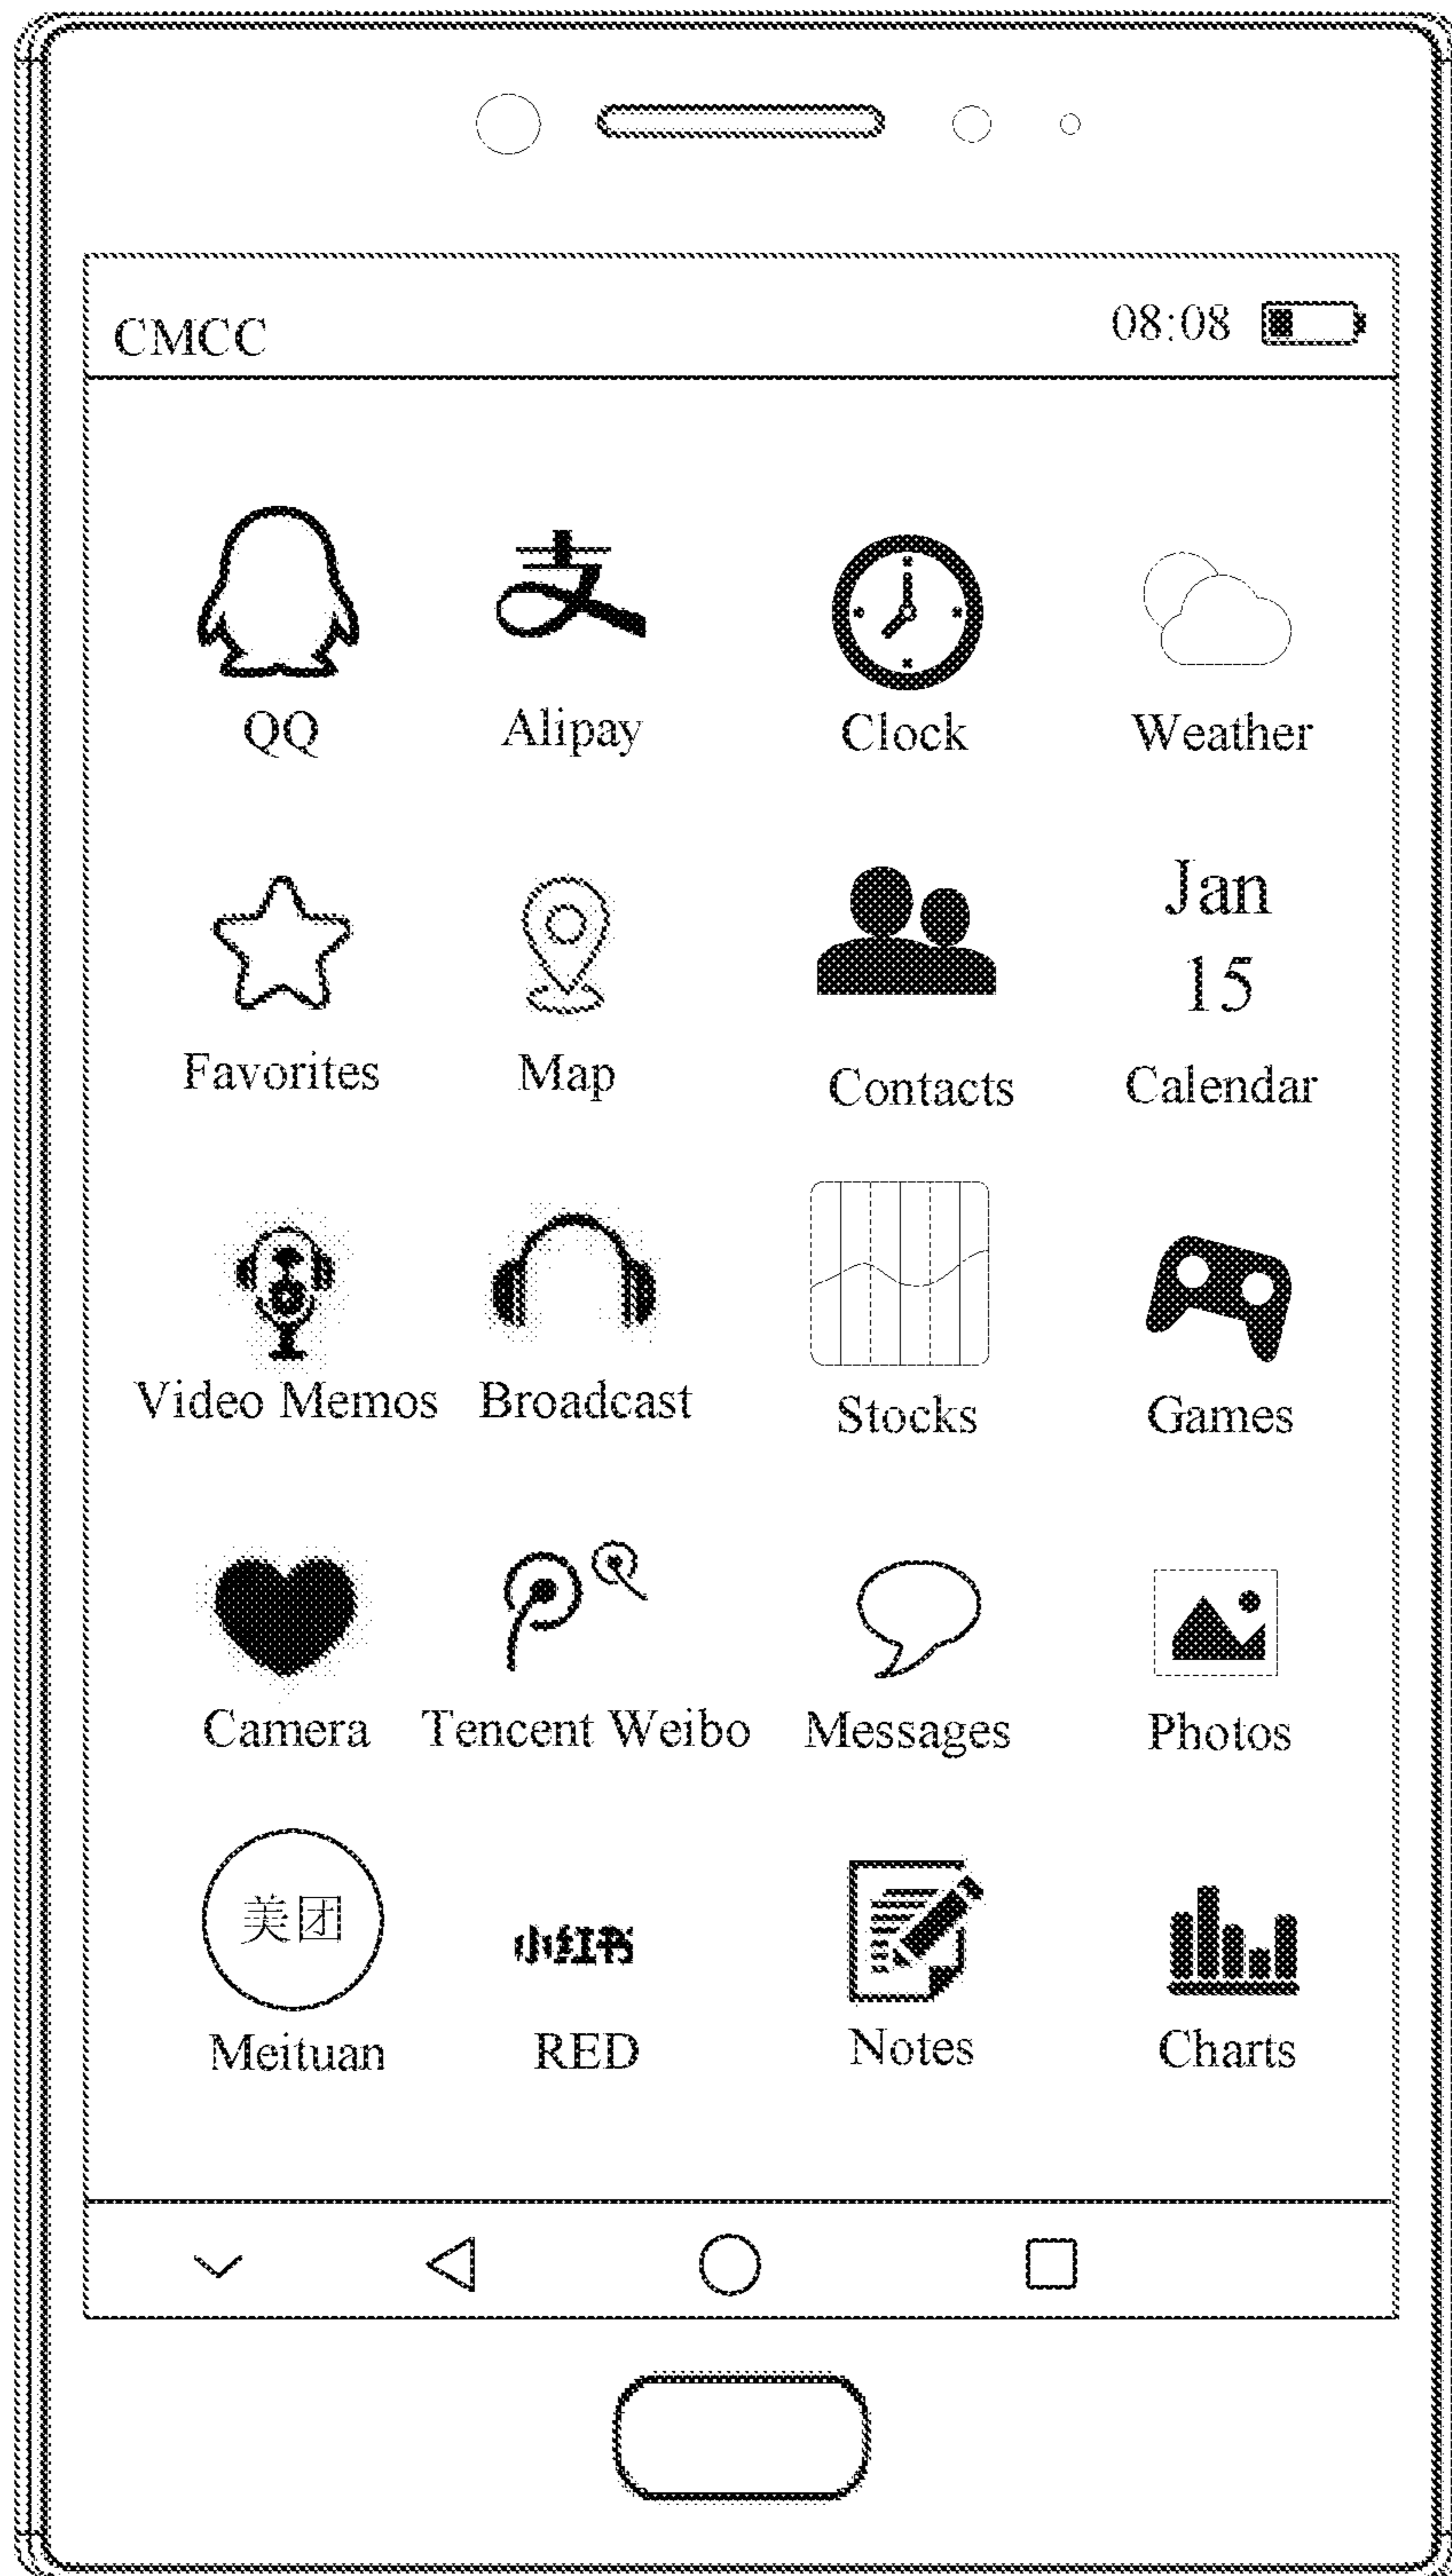 CMCC 08:08
支
QQ Alipay Clock Weather
Jan
15
Favorites Map Contacts Calendar
Video Memos Broadcast Stocks Games
Camera Tencent Weibo Messages Photos
美团 小红书
Meituan RED Notes Charts